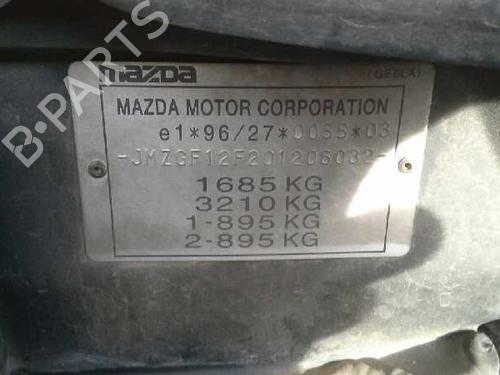 mazda (GE6LA)
MAZDA MOTOR CORPORATION
e1*96/27*0055*03
-JMZGF12F201206032-
1685 KG
3210 KG
1-895 KG
2-895 KG